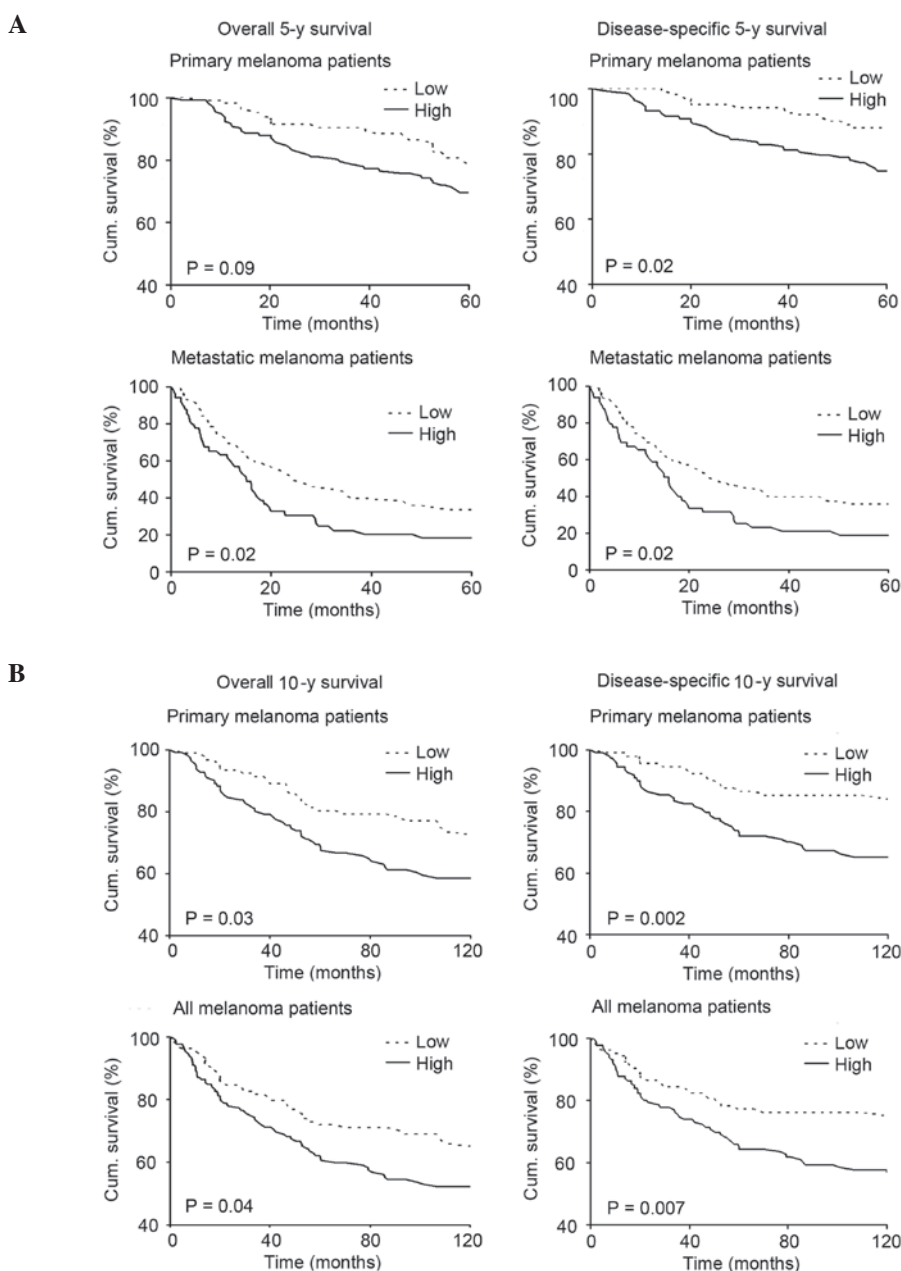 A
Overall 5-y survival
Disease-specific 5-y survival
Primary melanoma patients
Low
High
100
80
60
40
Cum. survival (%)
P = 0.09
0 20 40 60
Time (months)
Primary melanoma patients
Low
High
100
80
60
40
Cum. survival (%)
P = 0.02
0 20 40 60
Time (months)
Metastatic melanoma patients
Low
High
100
80
60
40
20
0
Cum. survival (%)
P = 0.02
0 20 40 60
Time (months)
Metastatic melanoma patients
Low
High
100
80
60
40
20
0
Cum. survival (%)
P = 0.02
0 20 40 60
Time (months)
B
Overall 10-y survival
Disease-specific 10-y survival
Primary melanoma patients
Low
High
100
80
60
40
Cum. survival (%)
P = 0.03
0 40 80 120
Time (months)
Primary melanoma patients
Low
High
100
80
60
40
Cum. survival (%)
P = 0.002
0 40 80 120
Time (months)
All melanoma patients
Low
High
100
80
60
40
Cum. survival (%)
P = 0.04
0 40 80 120
Time (months)
All melanoma patients
Low
High
100
80
60
40
Cum. survival (%)
P = 0.007
0 40 80 120
Time (months)